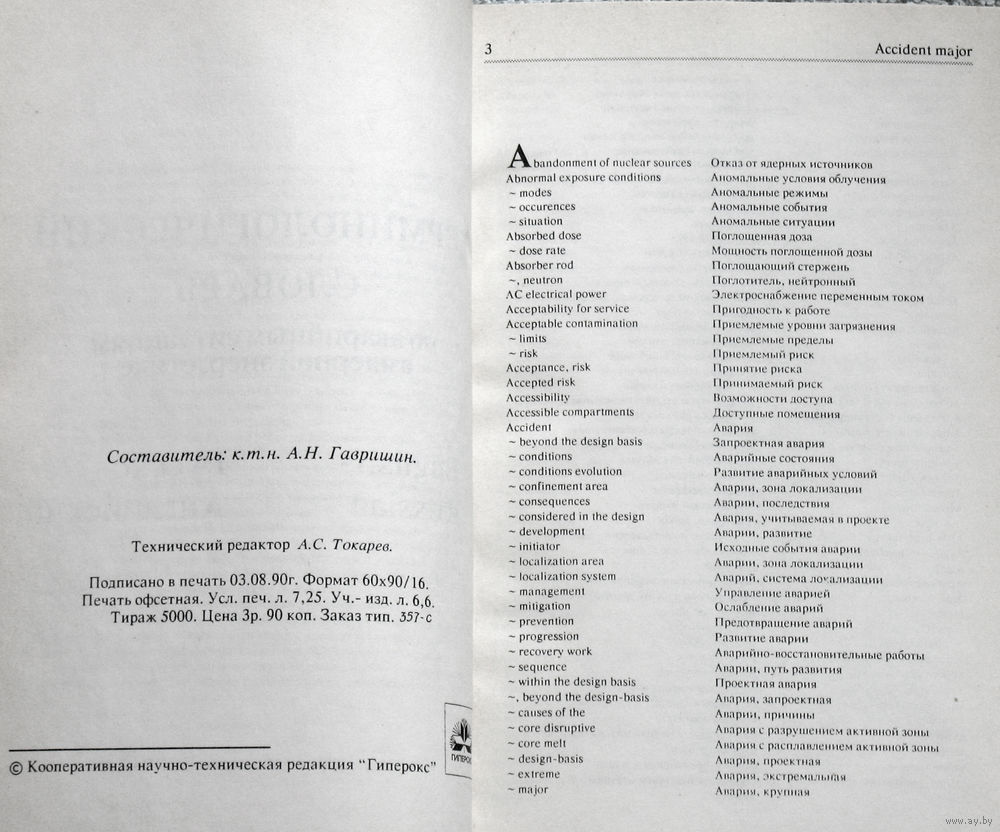 Составитель: к.т.н. А.Н. Гавришин.
Технический редактор А.С. Токарев.
Подписано в печать 03.08.90г. Формат 60х90/16.
Печать офсетная. Усл. печ. л. 7,25. Уч.- изд. л. 6,6.
Тираж 5000. Цена 3р. 90 коп. Заказ тип. 357-с
© Кооперативная научно-техническая редакция "Гиперокс"
3 Accident major
Abandonment of nuclear sources Отказ от ядерных источников
Abnormal exposure conditions Аномальные условия облучения
~ modes Аномальные режимы
~ occurences Аномальные события
~ situation Аномальные ситуации
Absorbed dose Поглощенная доза
~ dose rate Мощность поглощенной дозы
Absorber rod Поглощающий стержень
~, neutron Поглотитель, нейтронный
AC electrical power Электроснабжение переменным током
Acceptability for service Пригодность к работе
Acceptable contamination Приемлемые уровни загрязнения
~ limits Приемлемые пределы
~ risk Приемлемый риск
Acceptance, risk Принятие риска
Accepted risk Принимаемый риск
Accessibility Возможности доступа
Accessible compartments Доступные помещения
Accident Авария
~ beyond the design basis Запроектная авария
~ conditions Аварийные состояния
~ conditions evolution Развитие аварийных условий
~ confinement area Аварии, зона локализации
~ consequences Аварии, последствия
~ considered in the design Авария, учитываемая в проекте
~ development Аварии, развитие
~ initiator Исходные события аварии
~ localization area Аварии, зона локализации
~ localization system Аварий, система локализации
~ management Управление аварией
~ mitigation Ослабление аварий
~ prevention Предотвращение аварий
~ progression Развитие аварии
~ recovery work Аварийно-восстановительные работы
~ sequence Аварии, путь развития
~ within the design basis Проектная авария
~, beyond the design-basis Авария, запроектная
~ causes of the Аварии, причины
~ core disruptive Авария с разрушением активной зоны
~ core melt Авария с расплавлением активной зоны
~ design-basis Авария, проектная
~ extreme Авария, экстремальная
~ major Авария, крупная
www.ay.by